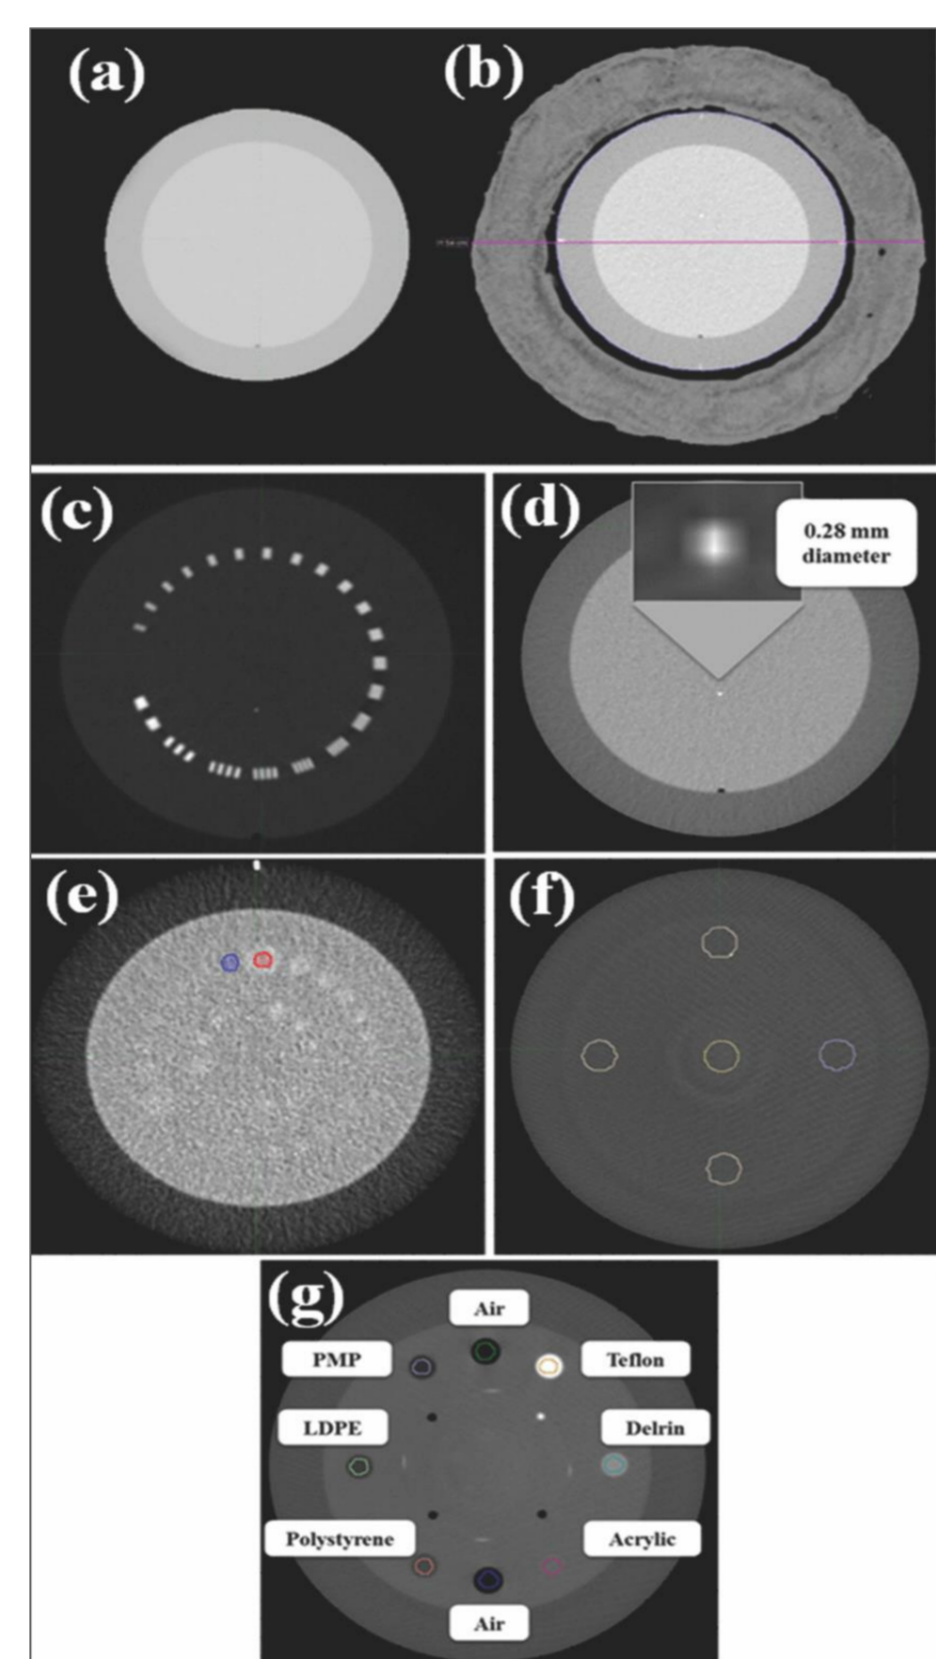 (a)
(b)
(c)
(d)
0.28 mm
diameter
(e)
(f)
(g)
Air
PMP
Teflon
LDPE
Delrin
Polystyrene
Acrylic
Air